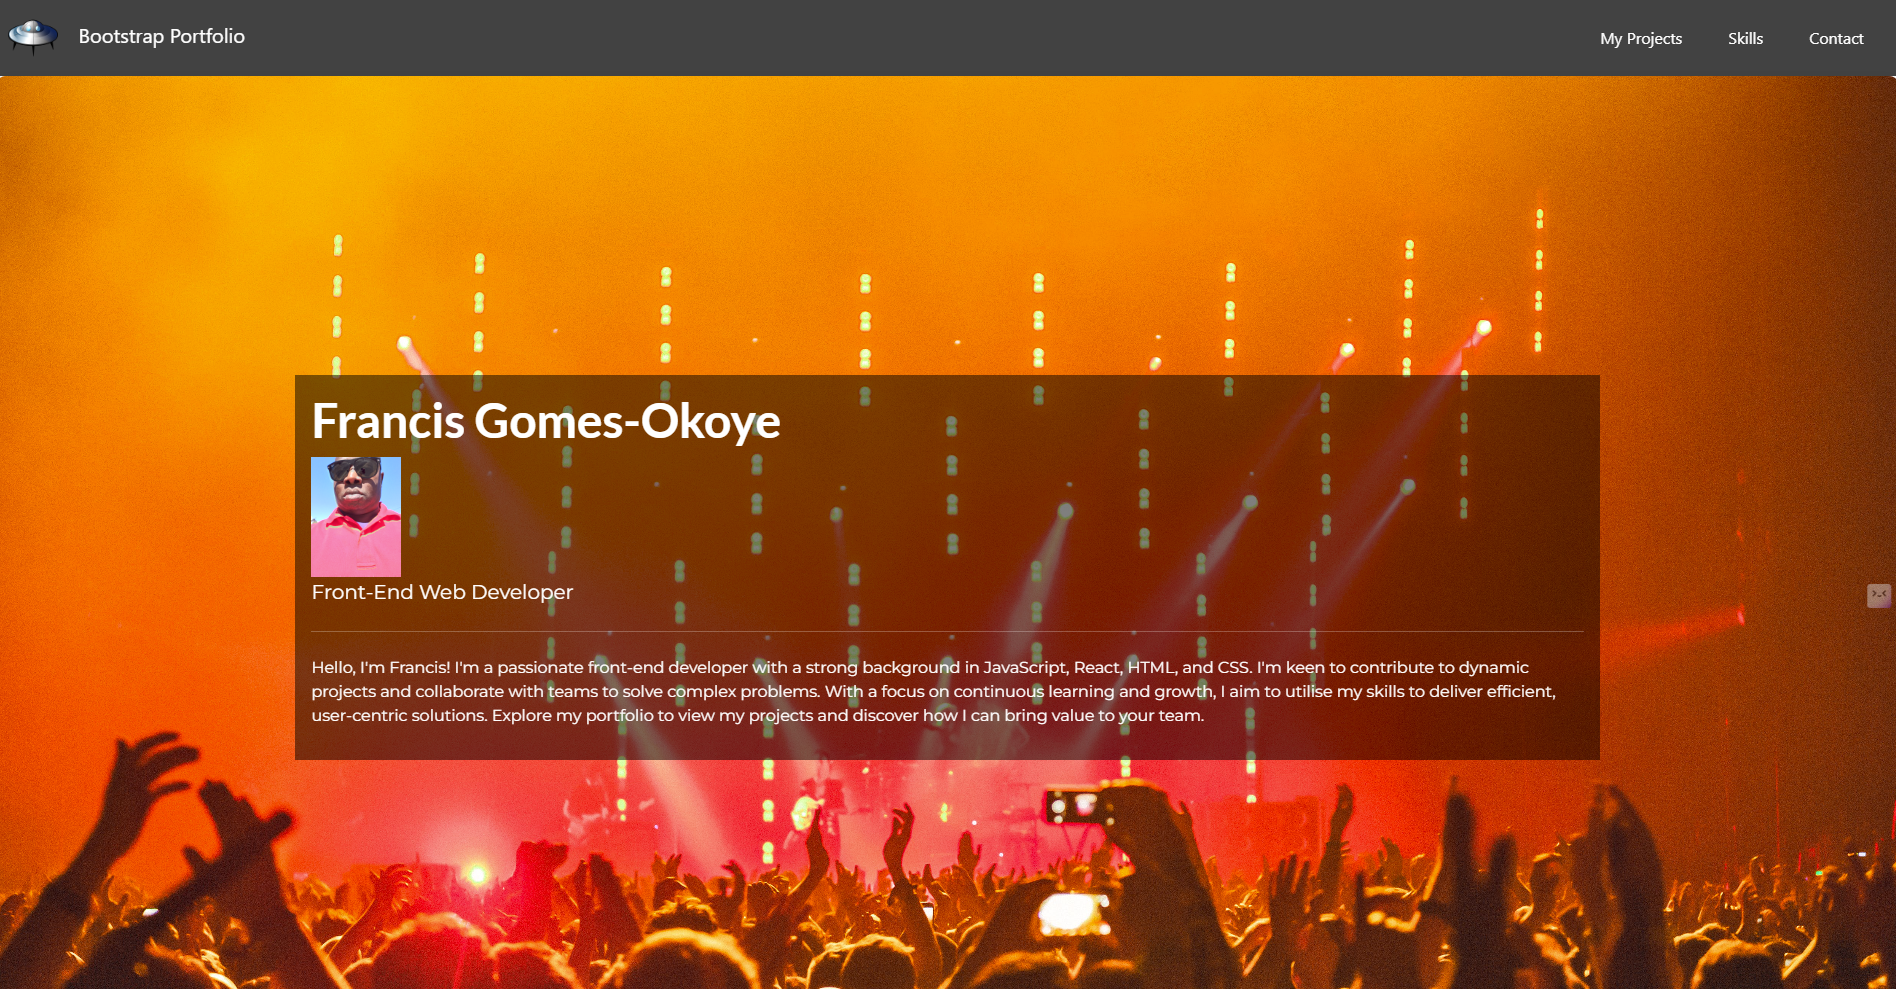 Bootstrap Portfolio
My Projects
Skills
Contact
Francis Gomes-Okoye
Front-End Web Developer
Hello, I'm Francis! I'm a passionate front-end developer with a strong background in JavaScript, React, HTML, and CSS. I'm keen to contribute to dynamic
projects and collaborate with teams to solve complex problems. With a focus on continuous learning and growth, I aim to utilise my skills to deliver efficient,
user-centric solutions. Explore my portfolio to view my projects and discover how I can bring value to your team.